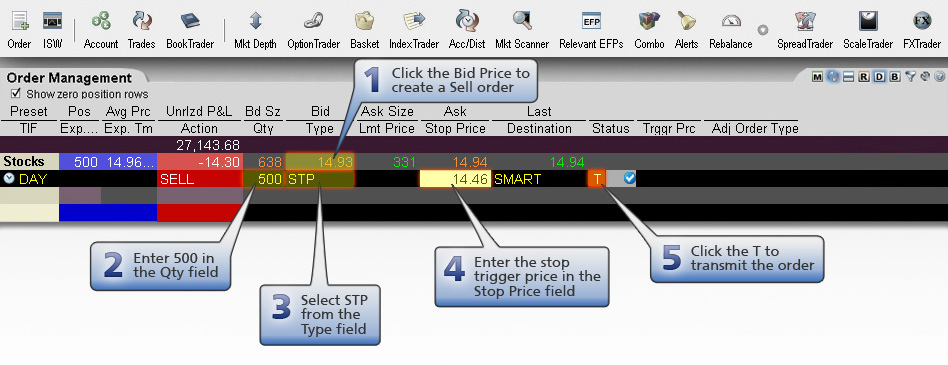 EFP
FX
Order ISW Account Trades BookTrader Mkt Depth OptionTrader Basket IndexTrader Acc/Dist Mkt Scanner Relevant EFPs Combo Alerts Rebalance SpreadTrader ScaleTrader FXTrader
Order Management
M R D B
Show zero position rows
1 Click the Bid Price to
create a Sell order
Preset Pos Avg Prc Unrlzd P&L Bd Sz Bid Ask Size Ask Last
TIF Exp.... Exp. Tm Action Qty Type Lmt Price Stop Price Destination Status Trggr Prc Adj Order Type
27,143.68
Stocks 500 14.96... -14.30 638 14.93 331 14.94 14.94
DAY SELL 500 STP 14.46 SMART T
2 Enter 500 in
the Qty field
3 Select STP
from the
Type field
4 Enter the stop
trigger price in the
Stop Price field
5 Click the T to
transmit the order